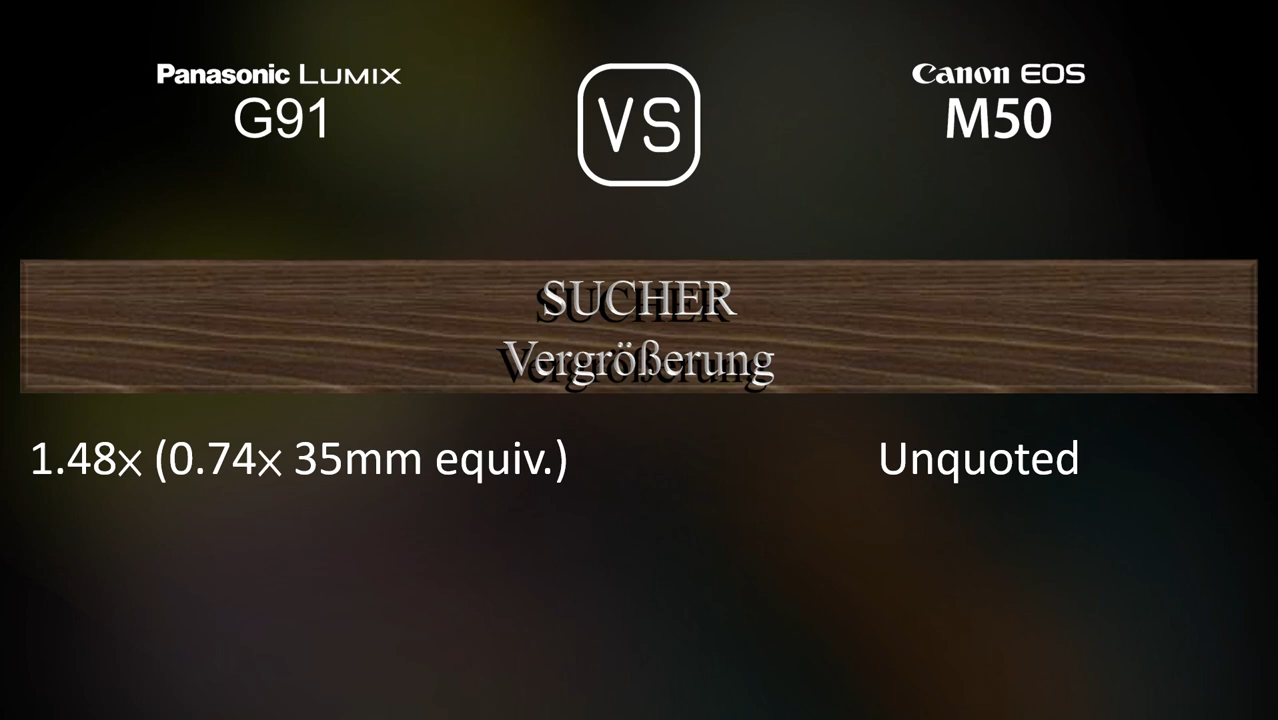 Panasonic LUMIX
G91
VS
Canon EOS
M50
SUCHER
Vergrößerung
1.48x (0.74x 35mm equiv.)
Unquoted